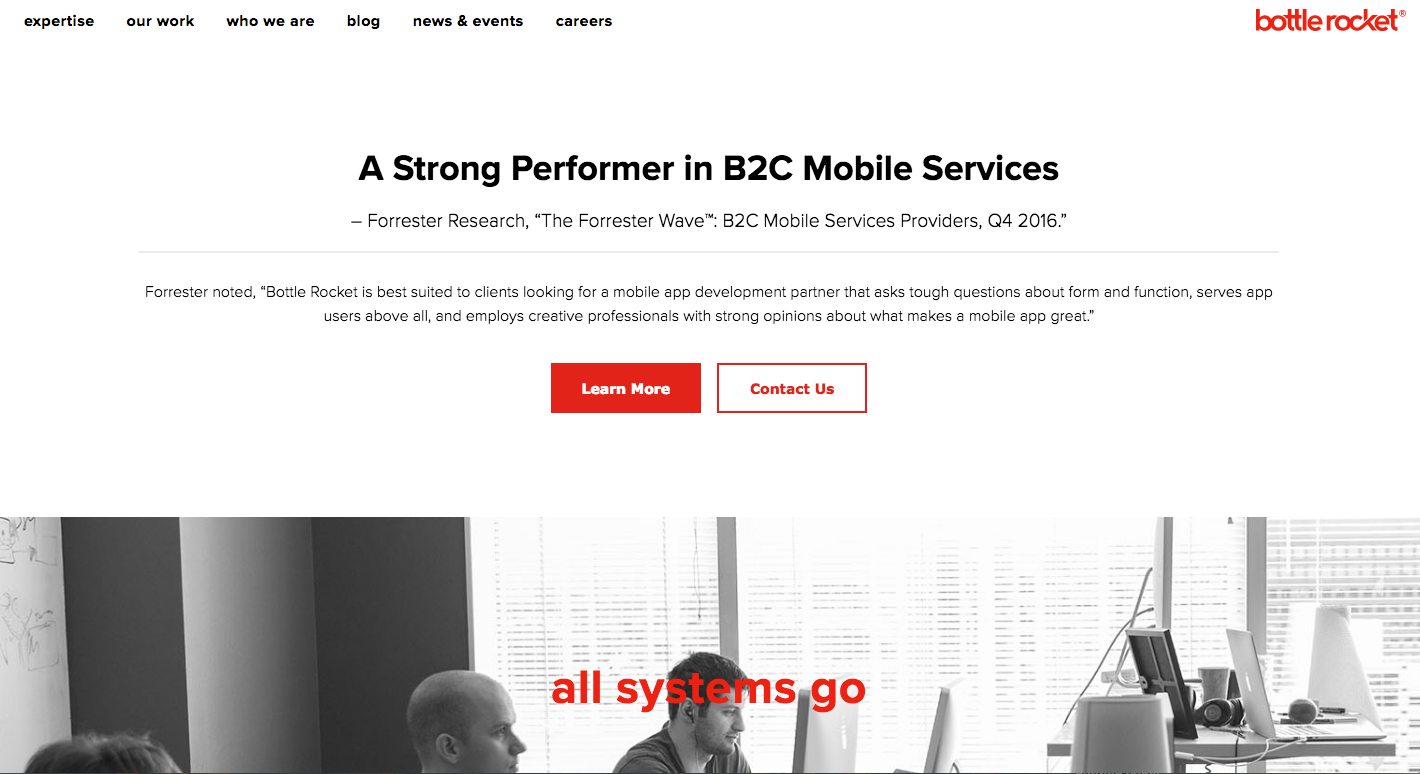 expertise our work who we are blog news & events careers bottle rocket®
A Strong Performer in B2C Mobile Services
– Forrester Research, “The Forrester Wave™: B2C Mobile Services Providers, Q4 2016.”
Forrester noted, “Bottle Rocket is best suited to clients looking for a mobile app development partner that asks tough questions about form and function, serves app
users above all, and employs creative professionals with strong opinions about what makes a mobile app great.”
Learn More Contact Us
all systems go